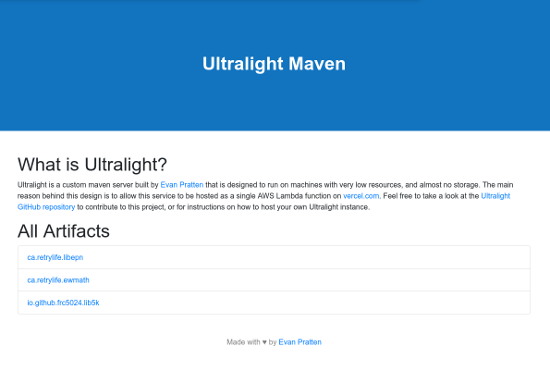 Ultralight Maven
What is Ultralight?
Ultralight is a custom maven server built by Evan Pratten that is designed to run on machines with very low resources, and almost no storage. The main
reason behind this design is to allow this service to be hosted as a single AWS Lambda function on vercel.com. Feel free to take a look at the Ultralight
GitHub repository to contribute to this project, or for instructions on how to host your own Ultralight instance.
All Artifacts
ca.retrylife.libepn
ca.retrylife.ewmath
io.github.frc5024.lib5k
Made with ♥ by Evan Pratten